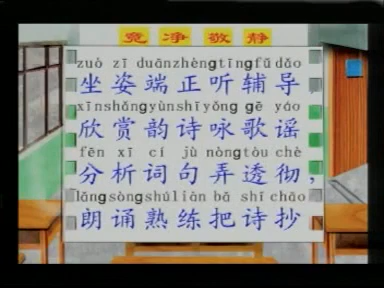 竞 净 敬 静
zuò zī duānzhèngtīngfǔdǎo
坐姿端正听辅导，
xīnshǎngyùnshīyǒng gē yáo
欣赏韵诗咏歌谣
fēn xī cí jù nòngtòu chè
分析词句弄透彻，
lǎngsòngshúliàn bǎ shī chāo
朗诵熟练把诗抄